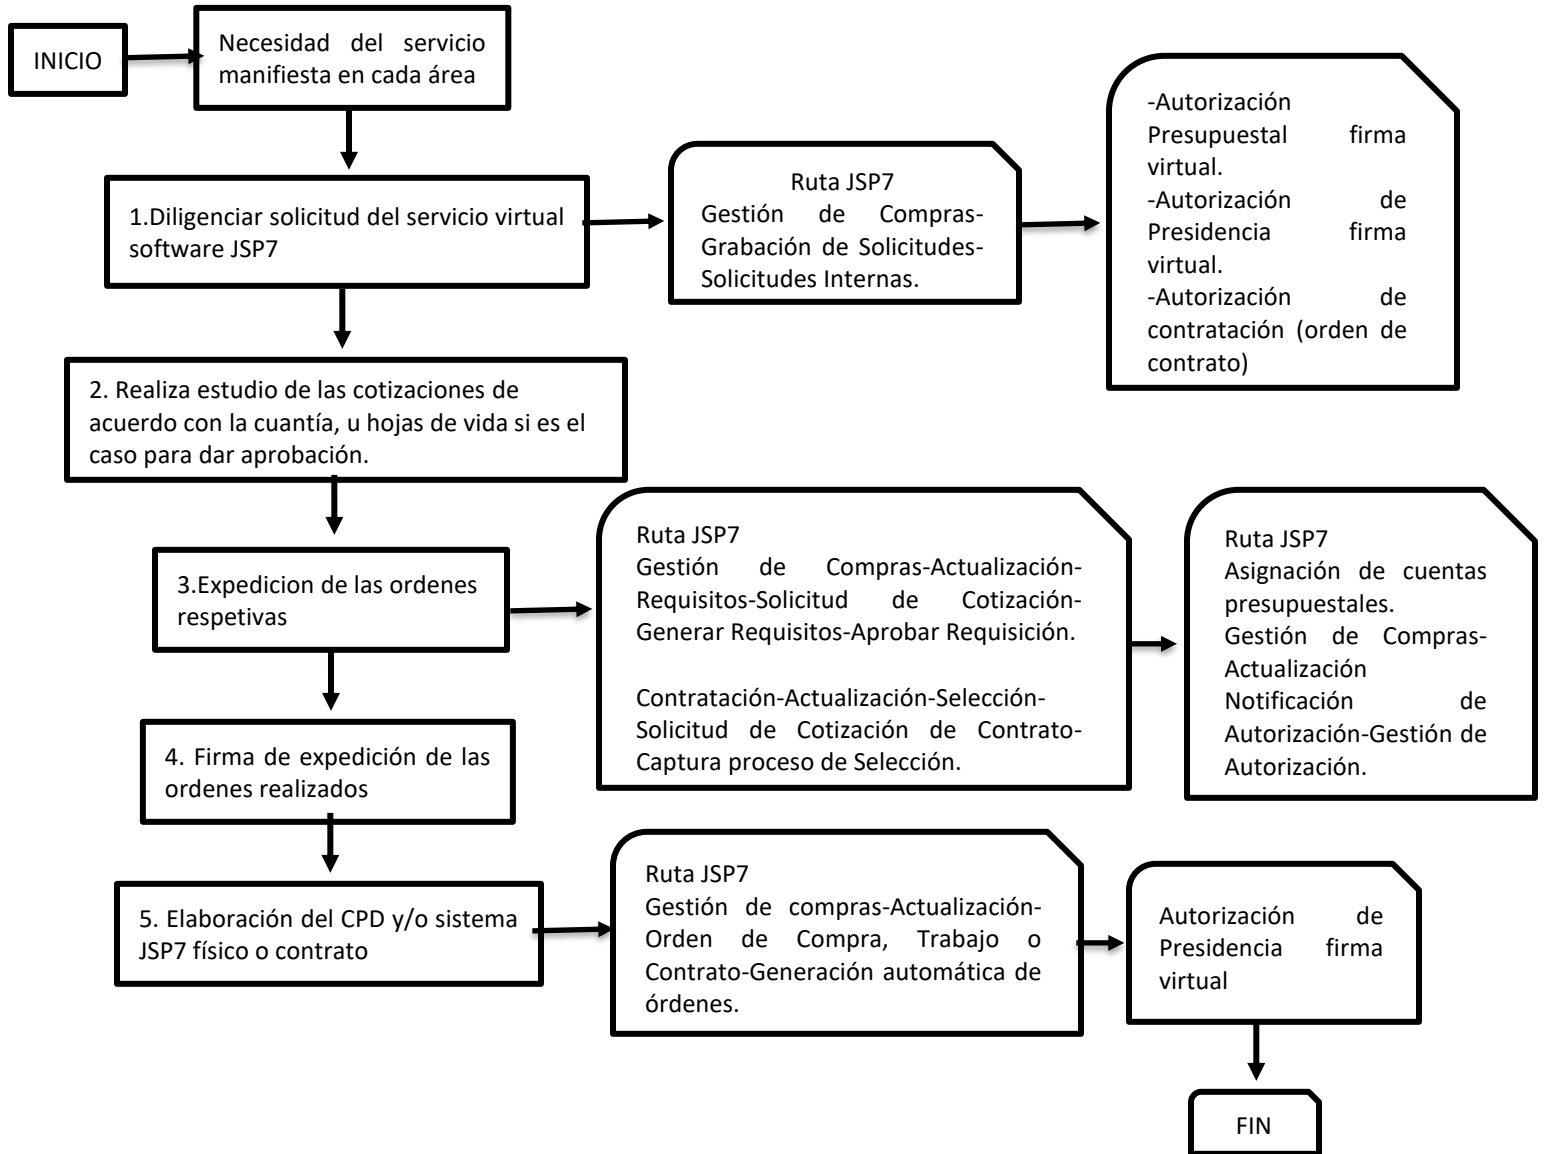 INICIO
Necesidad del servicio
manifiesta en cada área
1.Diligenciar solicitud del servicio virtual
software JSP7
Ruta JSP7
Gestión de Compras-
Grabación de Solicitudes-
Solicitudes Internas.
-Autorización
Presupuestal firma
virtual.
-Autorización de
Presidencia firma
virtual.
-Autorización de
contratación (orden de
contrato)
2. Realiza estudio de las cotizaciones de
acuerdo con la cuantía, u hojas de vida si es el
caso para dar aprobación.
3.Expedicion de las ordenes
respetivas
Ruta JSP7
Gestión de Compras-Actualización-
Requisitos-Solicitud de Cotización-
Generar Requisitos-Aprobar Requisición.
Contratación-Actualización-Selección-
Solicitud de Cotización de Contrato-
Captura proceso de Selección.
Ruta JSP7
Asignación de cuentas
presupuestales.
Gestión de Compras-
Actualización
Notificación de
Autorización-Gestión de
Autorización.
4. Firma de expedición de las
ordenes realizados
5. Elaboración del CPD y/o sistema
JSP7 físico o contrato
Ruta JSP7
Gestión de compras-Actualización-
Orden de Compra, Trabajo o
Contrato-Generación automática de
órdenes.
Autorización de
Presidencia firma
virtual
FIN